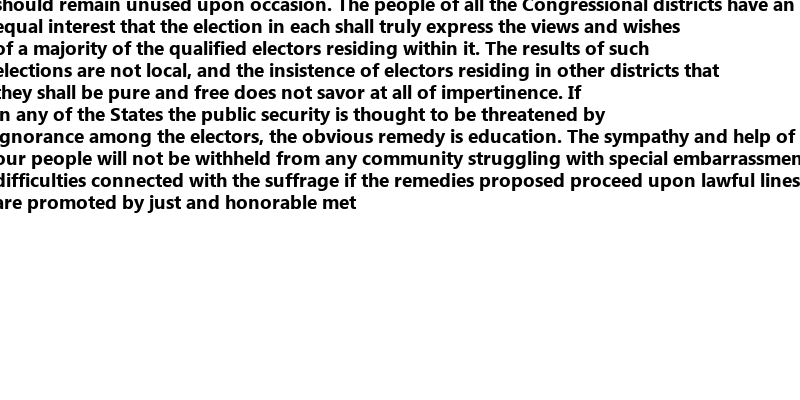 should remain unused upon occasion. The people of all the Congressional districts have an
equal interest that the election in each shall truly express the views and wishes
of a majority of the qualified electors residing within it. The results of such
elections are not local, and the insistence of electors residing in other districts that
they shall be pure and free does not savor at all of impertinence. If
in any of the States the public security is thought to be threatened by
ignorance among the electors, the obvious remedy is education. The sympathy and help of
our people will not be withheld from any community struggling with special embarrassmen
difficulties connected with the suffrage if the remedies proposed proceed upon lawful lines
are promoted by just and honorable met